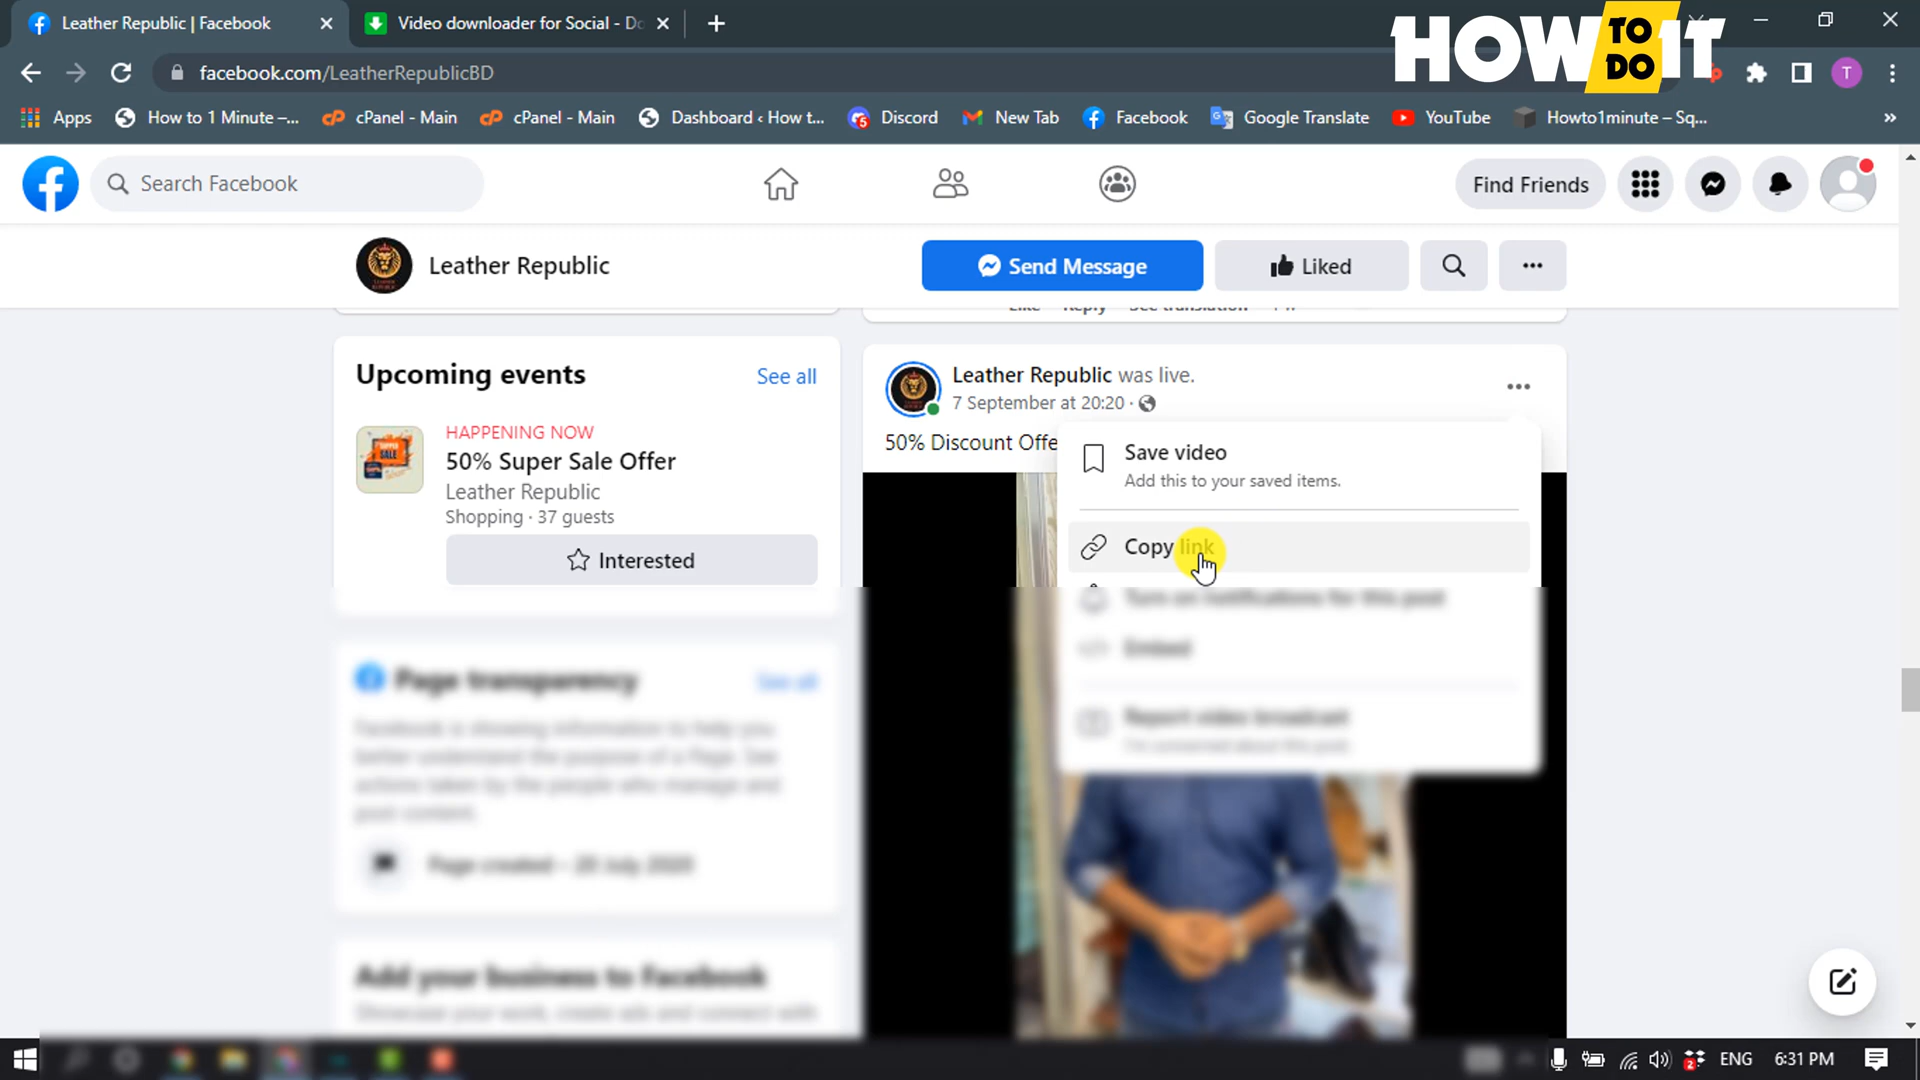 Leather Republic | Facebook
Video downloader for Social - Do
HOW TO DO IT
facebook.com/LeatherRepublicBD
T
Apps
How to 1 Minute –...
cPanel - Main
cPanel - Main
Dashboard ‹ How t...
Discord
New Tab
Facebook
Google Translate
YouTube
Howto1minute – Sq...
»
Search Facebook
Find Friends
Leather Republic
Send Message
Liked
Like Reply See translation
Upcoming events
See all
HAPPENING NOW
50% Super Sale Offer
Leather Republic
Shopping · 37 guests
Interested
SUPER SALE
Leather Republic was live.
7 September at 20:20 ·
50% Discount Offe
Save video
Add this to your saved items.
Copy link
Turn on notifications for this post
Embed
Report video broadcast
I'm concerned about this post
Page transparency
See all
Facebook is showing information to help you
better understand the purpose of a Page. See
actions taken by the people who manage and
post content.
Page created – 20 July 2020
Add your business to Facebook
Showcase your work, create ads and connect with
ENG
6:31 PM